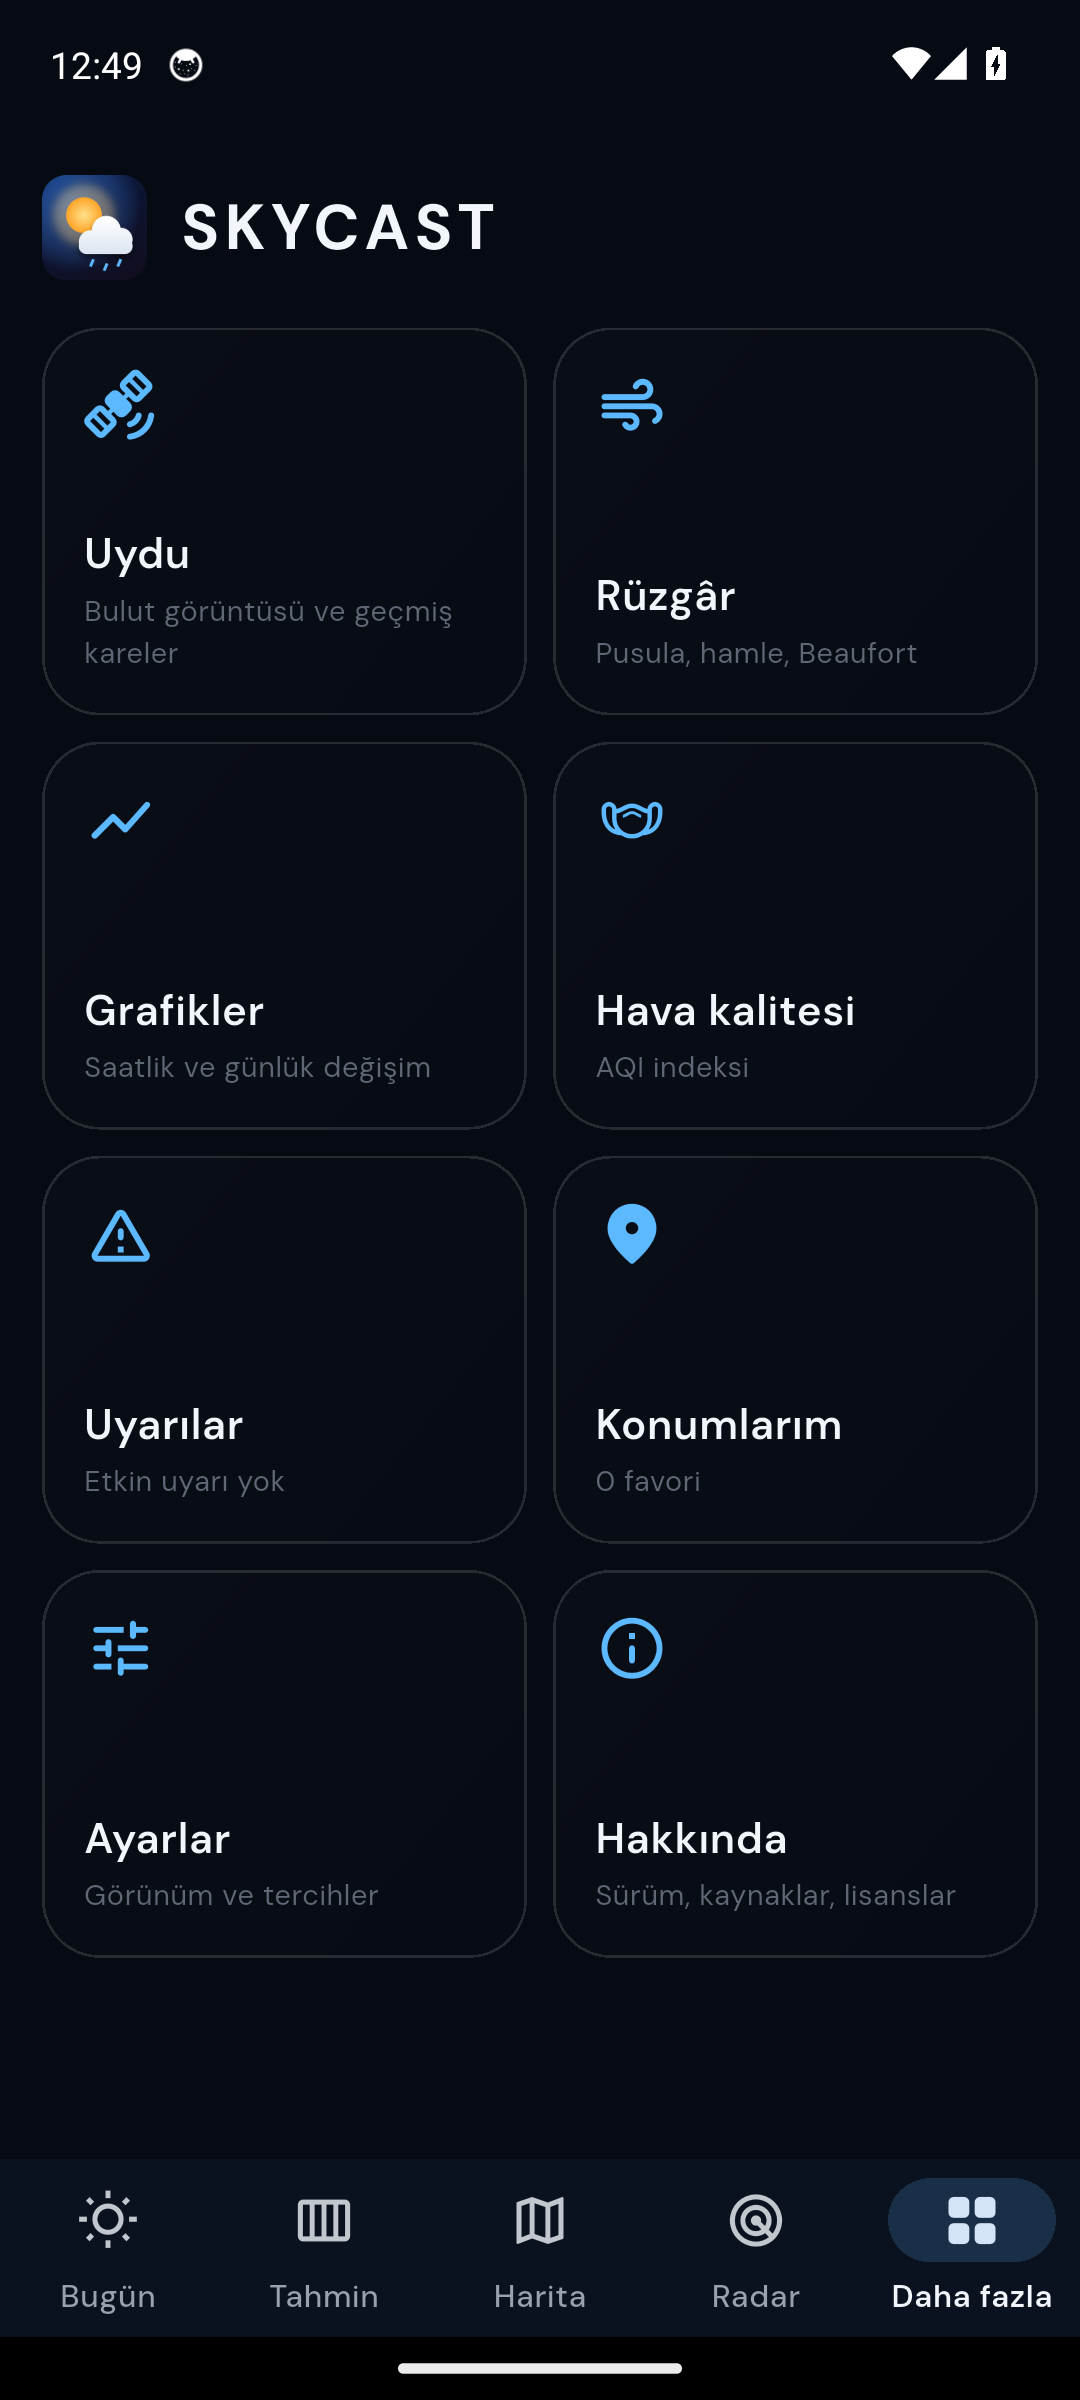 12:49
SKYCAST
Uydu
Bulut görüntüsü ve geçmiş
kareler
Rüzgâr
Pusula, hamle, Beaufort
Grafikler
Saatlik ve günlük değişim
Hava kalitesi
AQI indeksi
Uyarılar
Etkin uyarı yok
Konumlarım
0 favori
Ayarlar
Görünüm ve tercihler
Hakkında
Sürüm, kaynaklar, lisanslar
Bugün
Tahmin
Harita
Radar
Daha fazla